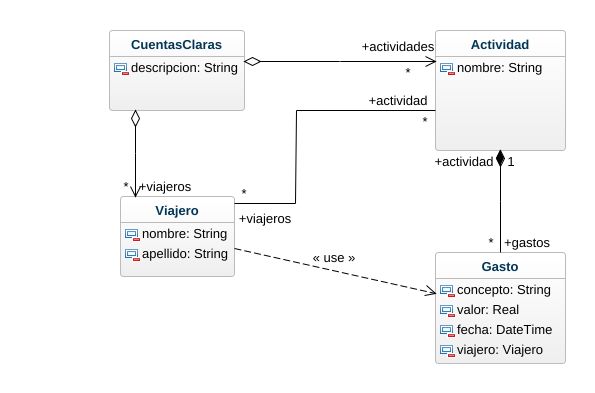 CuentasClaras
descripcion: String
+actividades
*
Actividad
nombre: String
+actividad
*
+actividad
1
* +viajeros
*
+viajeros
Viajero
nombre: String
apellido: String
« use »
* +gastos
Gasto
concepto: String
valor: Real
fecha: DateTime
viajero: Viajero